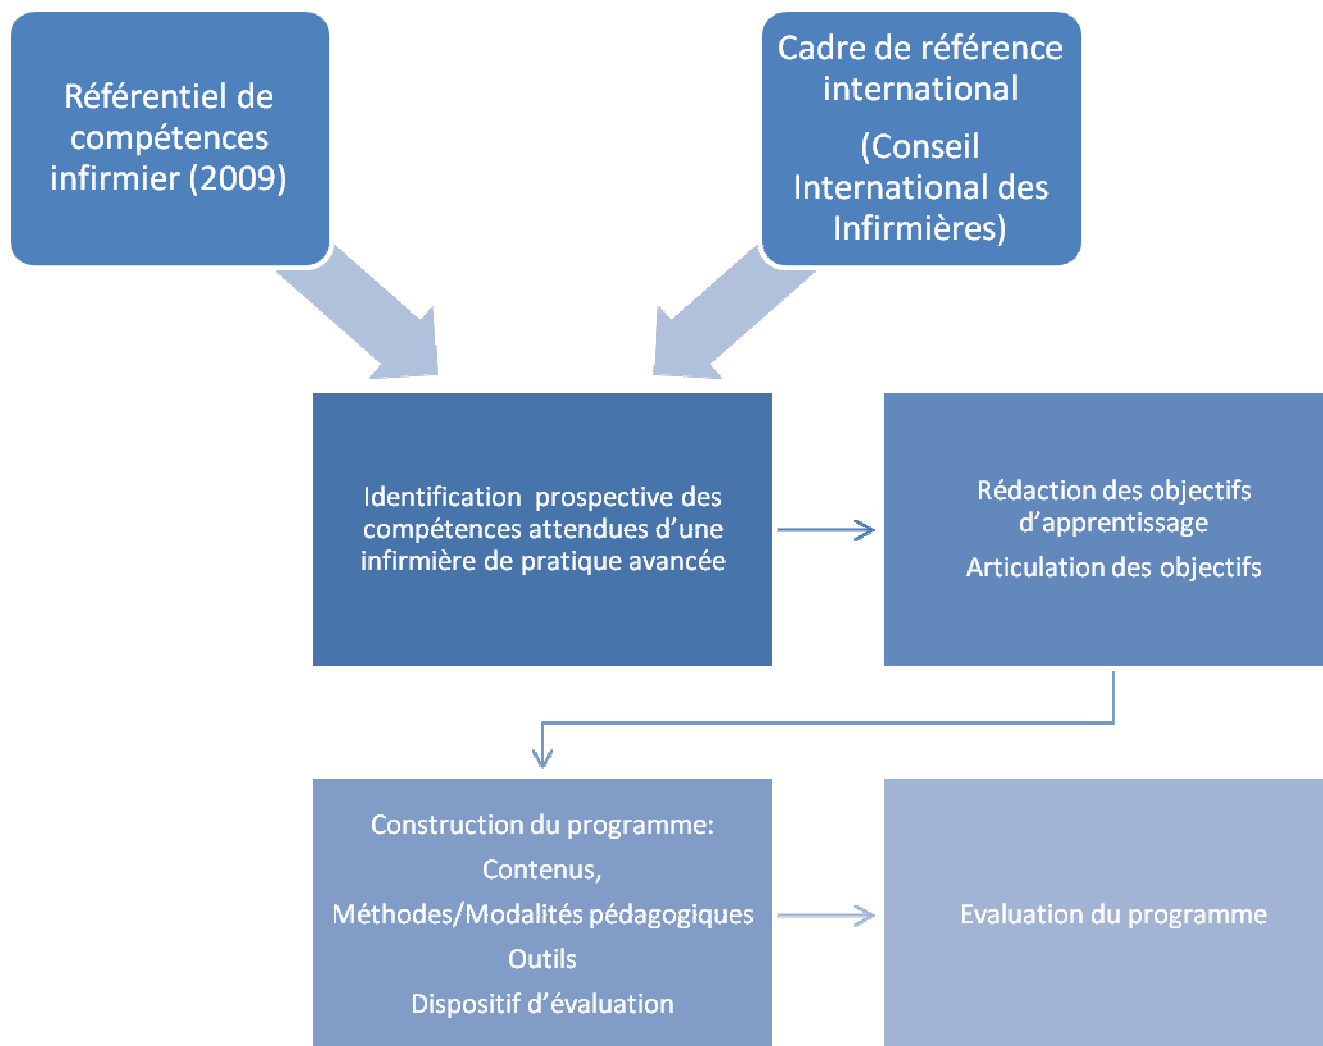 Référentiel de
compétences
infirmier (2009)
Cadre de référence
international
(Conseil
International des
Infirmières)
Identification prospective des
compétences attendues d’une
infirmière de pratique avancée
Rédaction des objectifs
d’apprentissage
Articulation des objectifs
Construction du programme:
Contenus,
Méthodes/Modalités pédagogiques
Outils
Dispositif d’évaluation
Evaluation du programme